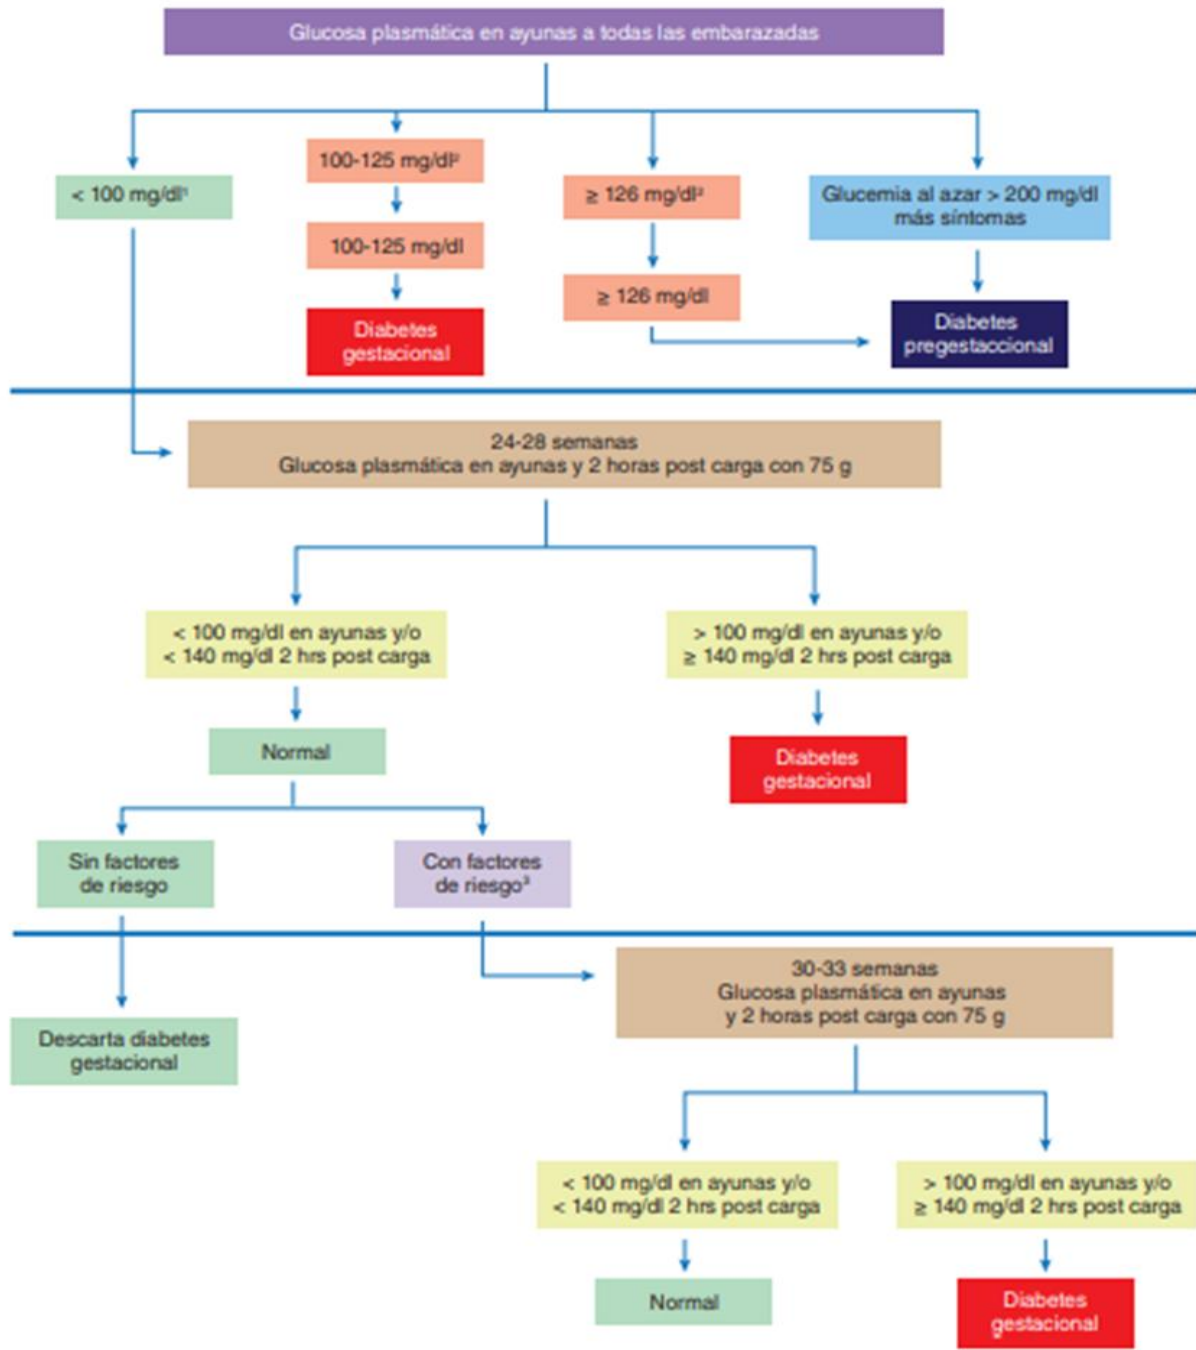 Glucosa plasmática en ayunas a todas las embarazadas
< 100 mg/dl¹
100-125 mg/dl²
100-125 mg/dl
Diabetes
gestacional
≥ 126 mg/dl²
≥ 126 mg/dl
Glucemia al azar > 200 mg/dl
más síntomas
Diabetes
pregestaccional
24-28 semanas
Glucosa plasmática en ayunas y 2 horas post carga con 75 g
< 100 mg/dl en ayunas y/o
< 140 mg/dl 2 hrs post carga
> 100 mg/dl en ayunas y/o
≥ 140 mg/dl 2 hrs post carga
Normal
Diabetes
gestacional
Sin factores
de riesgo
Con factores
de riesgo³
Descarta diabetes
gestacional
30-33 semanas
Glucosa plasmática en ayunas
y 2 horas post carga con 75 g
< 100 mg/dl en ayunas y/o
< 140 mg/dl 2 hrs post carga
> 100 mg/dl en ayunas y/o
≥ 140 mg/dl 2 hrs post carga
Normal
Diabetes
gestacional